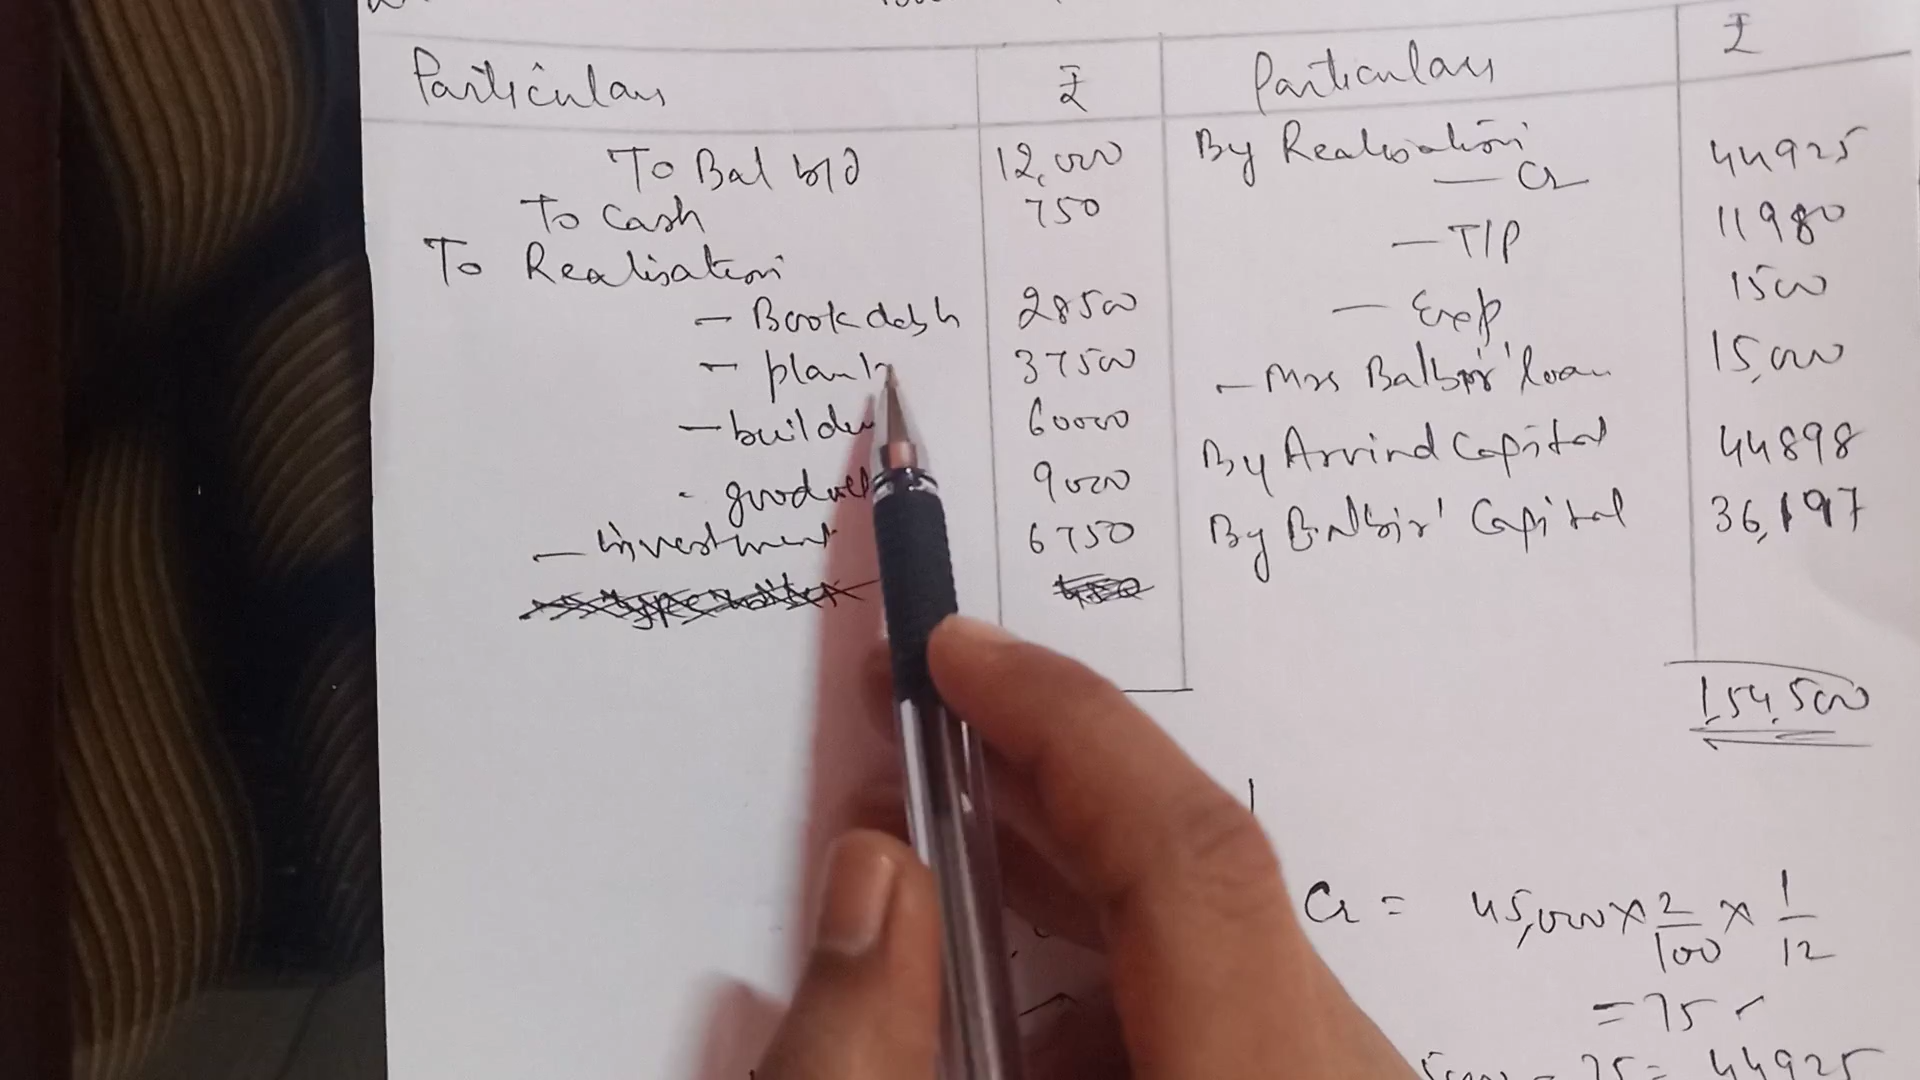 Particulars ₹ Particulars ₹
To Bal b/d 12,000 By Realisation
— Cr 44925
To Cash 750
— T/P 11980
To Realisation
— Book debts 28500 — Exp 1500
— plant 37500 — Mrs Balbir' loan 15,000
— buildin 60000 By Arvind Capital 44898
- goodwill 9000 By Balbir' Capital 36,197
— investment 6750
1,54,500
Cr = 45,000 × 2/100 × 1/12
= 75
- 75 = 44925